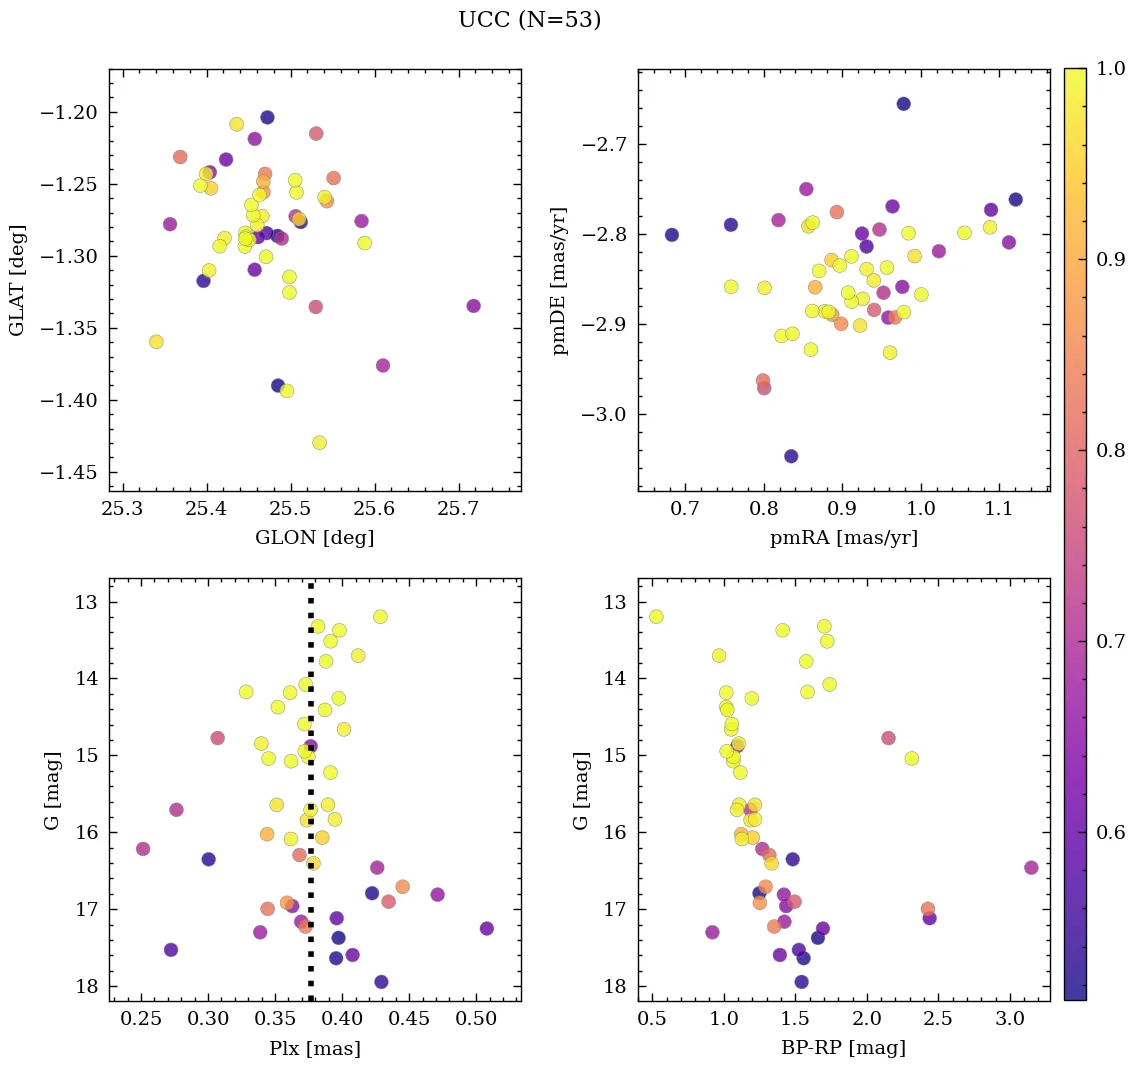 UCC (N=53)
−1.20
−1.25
−1.30
−1.35
−1.40
−1.45
GLAT [deg]
25.3 25.4 25.5 25.6 25.7
GLON [deg]
−2.7
−2.8
−2.9
−3.0
pmDE [mas/yr]
0.7 0.8 0.9 1.0 1.1
pmRA [mas/yr]
1.0
0.9
0.8
0.7
0.6
13
14
15
16
17
18
G [mag]
0.25 0.30 0.35 0.40 0.45 0.50
Plx [mas]
13
14
15
16
17
18
G [mag]
0.5 1.0 1.5 2.0 2.5 3.0
BP-RP [mag]